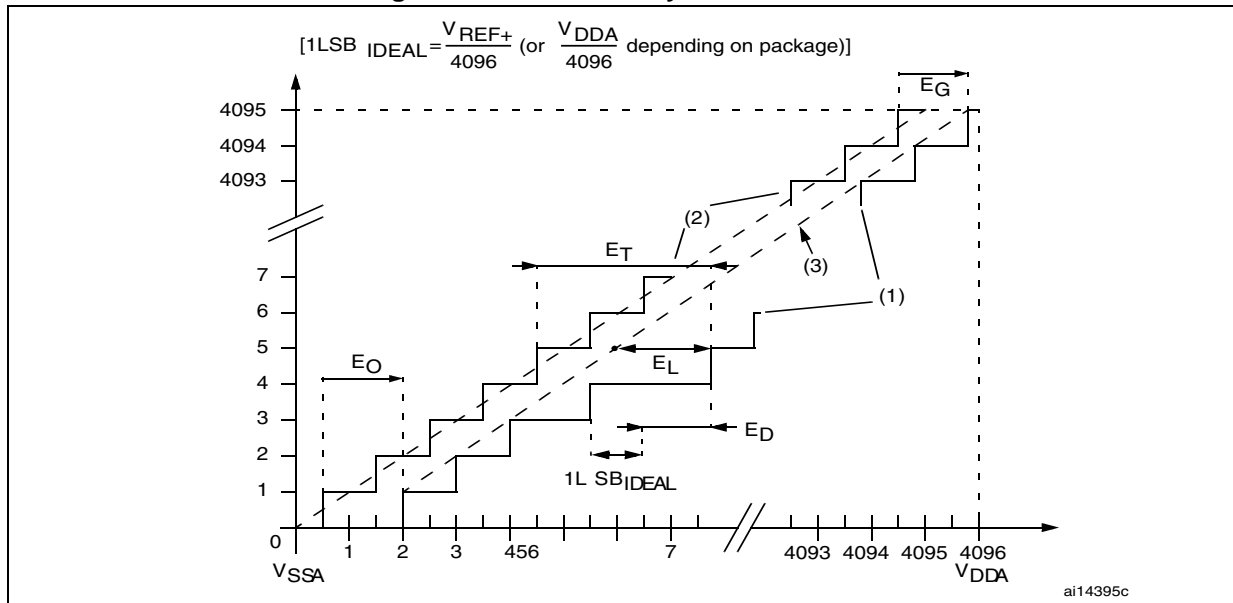 [1LSB IDEAL = VREF+ / 4096 (or VDDA / 4096 depending on package)]
EG
4095
4094
4093
(2)
ET
(3)
7
(1)
6
5
EO
EL
4
3
ED
2
1L SBIDEAL
1
0
1 2 3 456 7 4093 4094 4095 4096
VSSA
VDDA
ai14395c